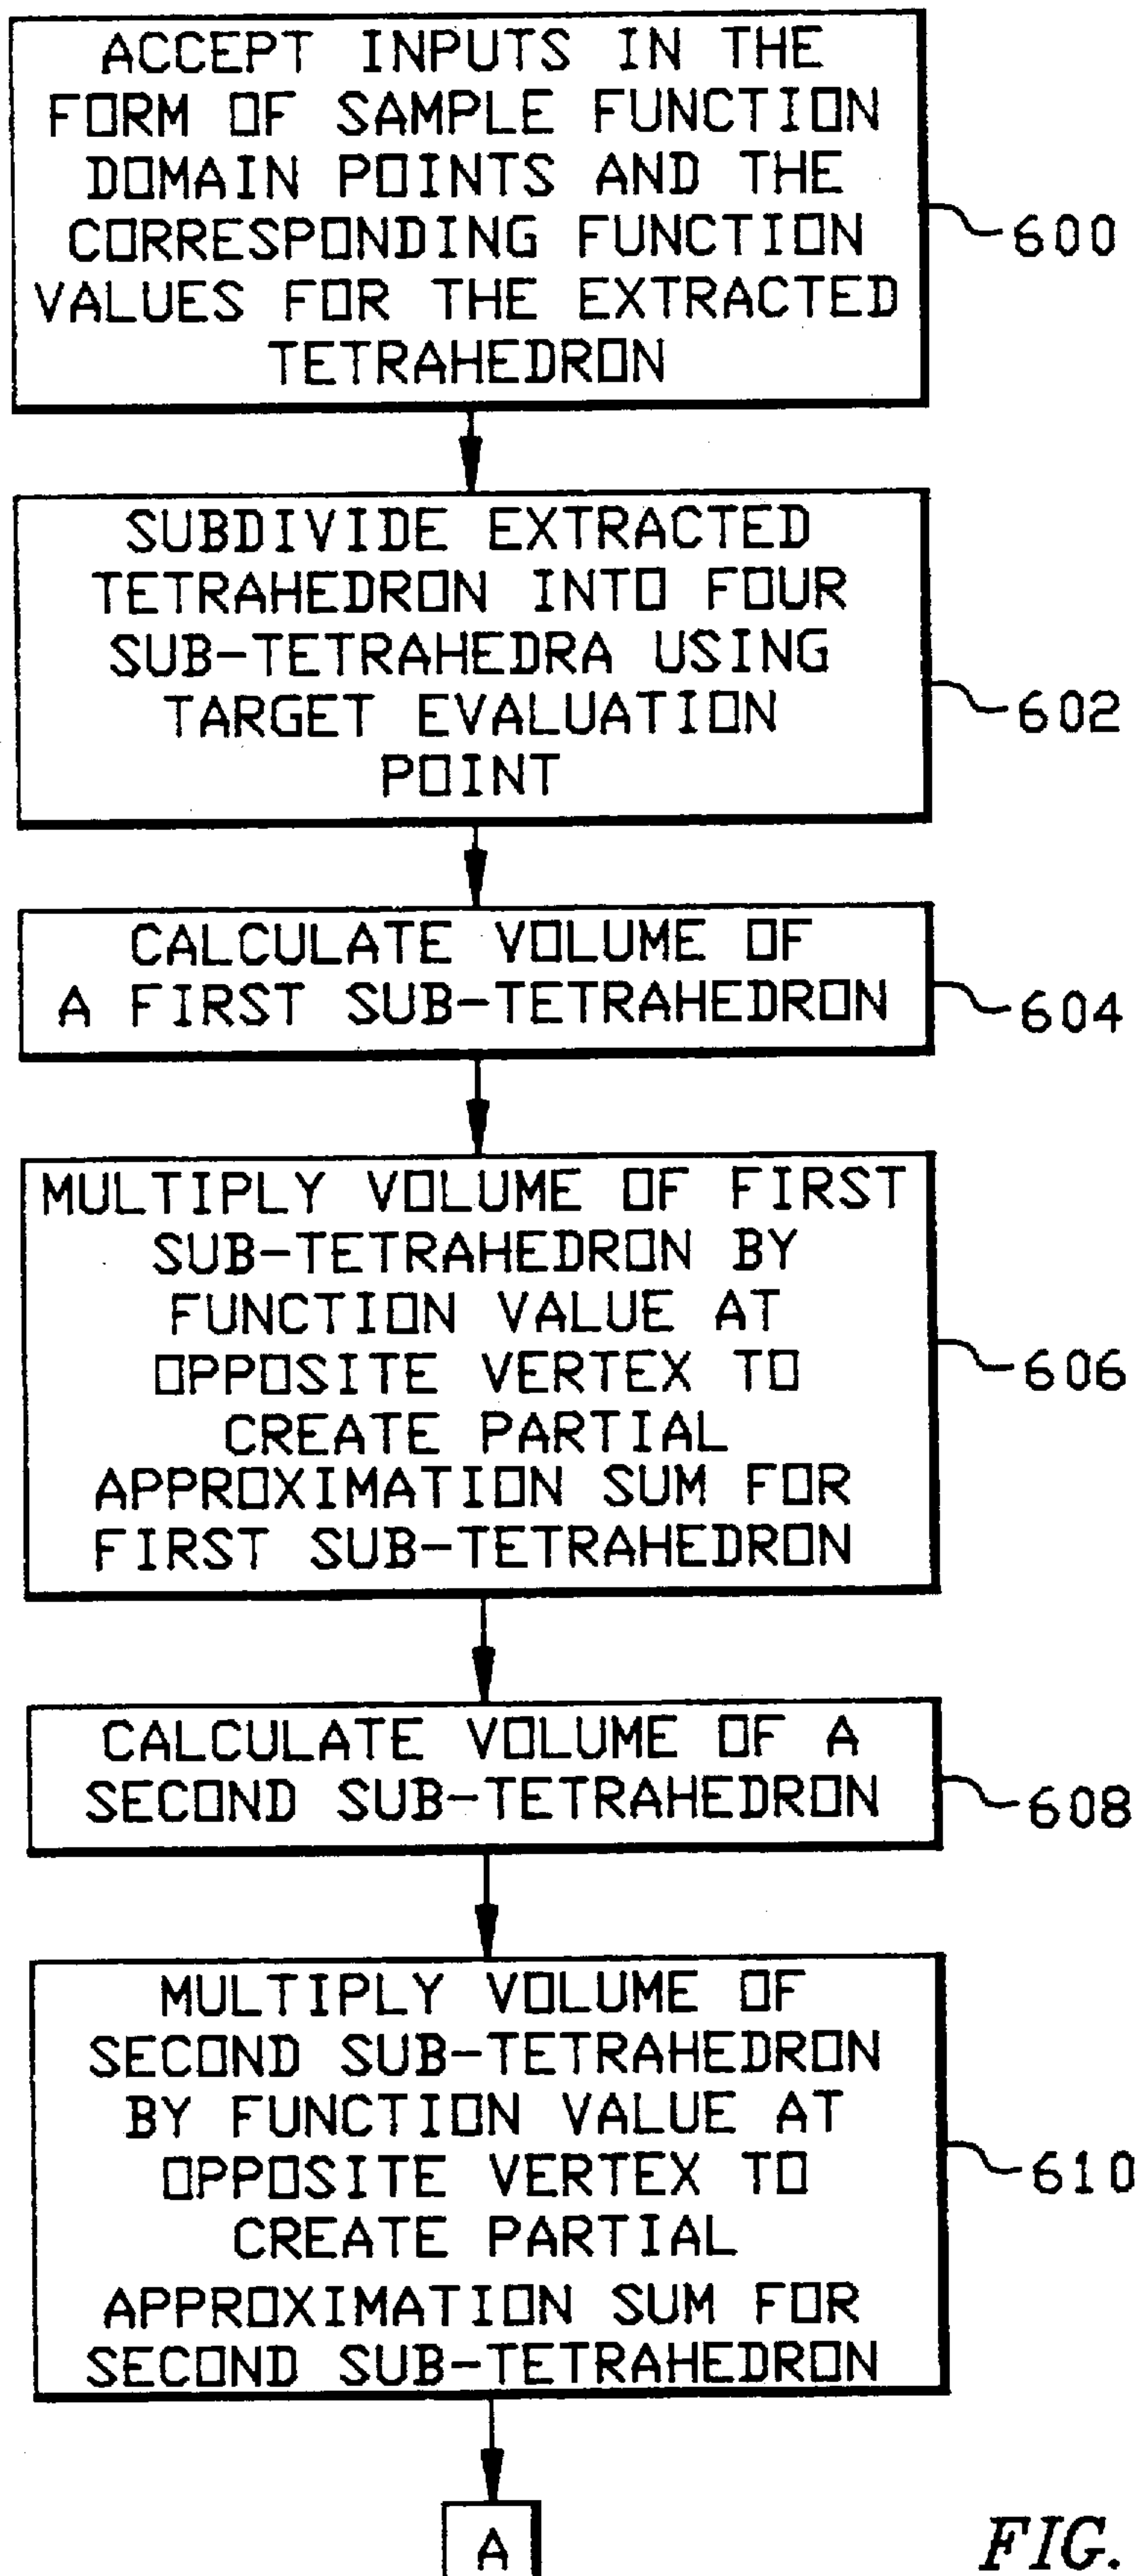 ACCEPT INPUTS IN THE
FORM OF SAMPLE FUNCTION
DOMAIN POINTS AND THE
CORRESPONDING FUNCTION
VALUES FOR THE EXTRACTED
TETRAHEDRON
600
SUBDIVIDE EXTRACTED
TETRAHEDRON INTO FOUR
SUB-TETRAHEDRA USING
TARGET EVALUATION
POINT
602
CALCULATE VOLUME OF
A FIRST SUB-TETRAHEDRON
604
MULTIPLY VOLUME OF FIRST
SUB-TETRAHEDRON BY
FUNCTION VALUE AT
OPPOSITE VERTEX TO
CREATE PARTIAL
APPROXIMATION SUM FOR
FIRST SUB-TETRAHEDRON
606
CALCULATE VOLUME OF A
SECOND SUB-TETRAHEDRON
608
MULTIPLY VOLUME OF
SECOND SUB-TETRAHEDRON
BY FUNCTION VALUE AT
OPPOSITE VERTEX TO
CREATE PARTIAL
APPROXIMATION SUM FOR
SECOND SUB-TETRAHEDRON
610
A
FIG.